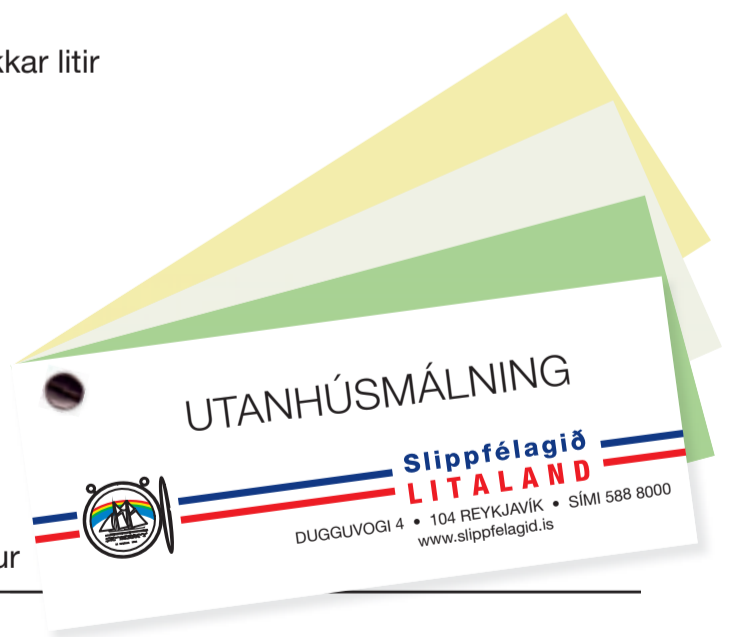 kkar litir
UTANHÚSMÁLNING
Slippfélagið
LITALAND
DUGGUVOGI 4 • 104 REYKJAVÍK • SÍMI 588 8000
www.slippfelagid.is
ur